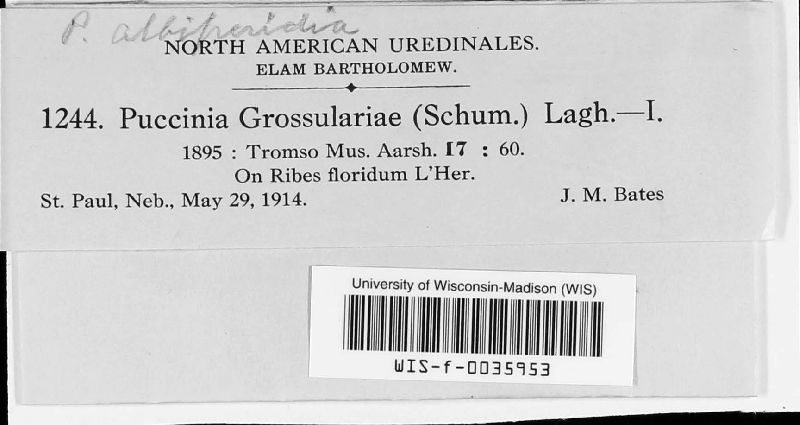 P. albiperidia
NORTH AMERICAN UREDINALES.
ELAM BARTHOLOMEW.
1244. Puccinia Grossulariae (Schum.) Lagh.—I.
1895 : Tromso Mus. Aarsh. 17 : 60.
On Ribes floridum L'Her.
St. Paul, Neb., May 29, 1914. J. M. Bates
University of Wisconsin-Madison (WIS)
WIS-f-0035953